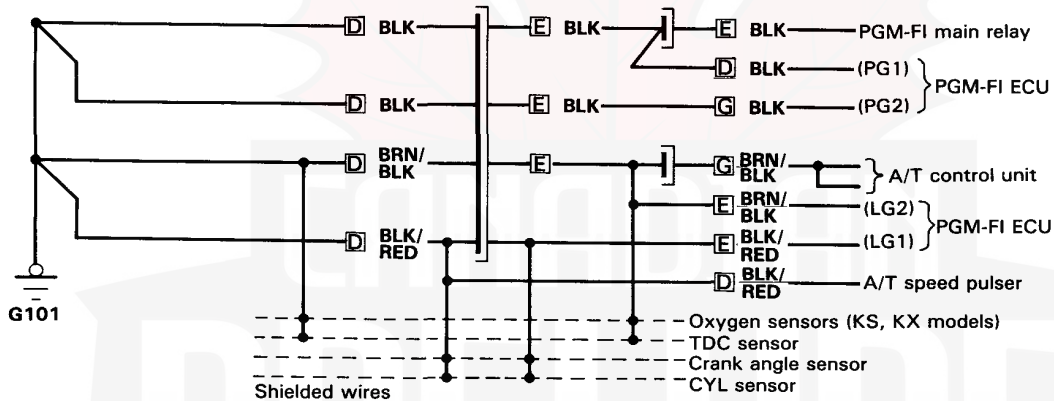 D BLK E BLK E BLK PGM-FI main relay
D BLK (PG1)
PGM-FI ECU
D BLK E BLK G BLK (PG2)
D BRN/BLK E G BRN/BLK A/T control unit
E BRN/BLK (LG2)
PGM-FI ECU
D BLK/RED E BLK/RED (LG1)
D BLK/RED A/T speed pulser
G101
Oxygen sensors (KS, KX models)
TDC sensor
Crank angle sensor
CYL sensor
Shielded wires